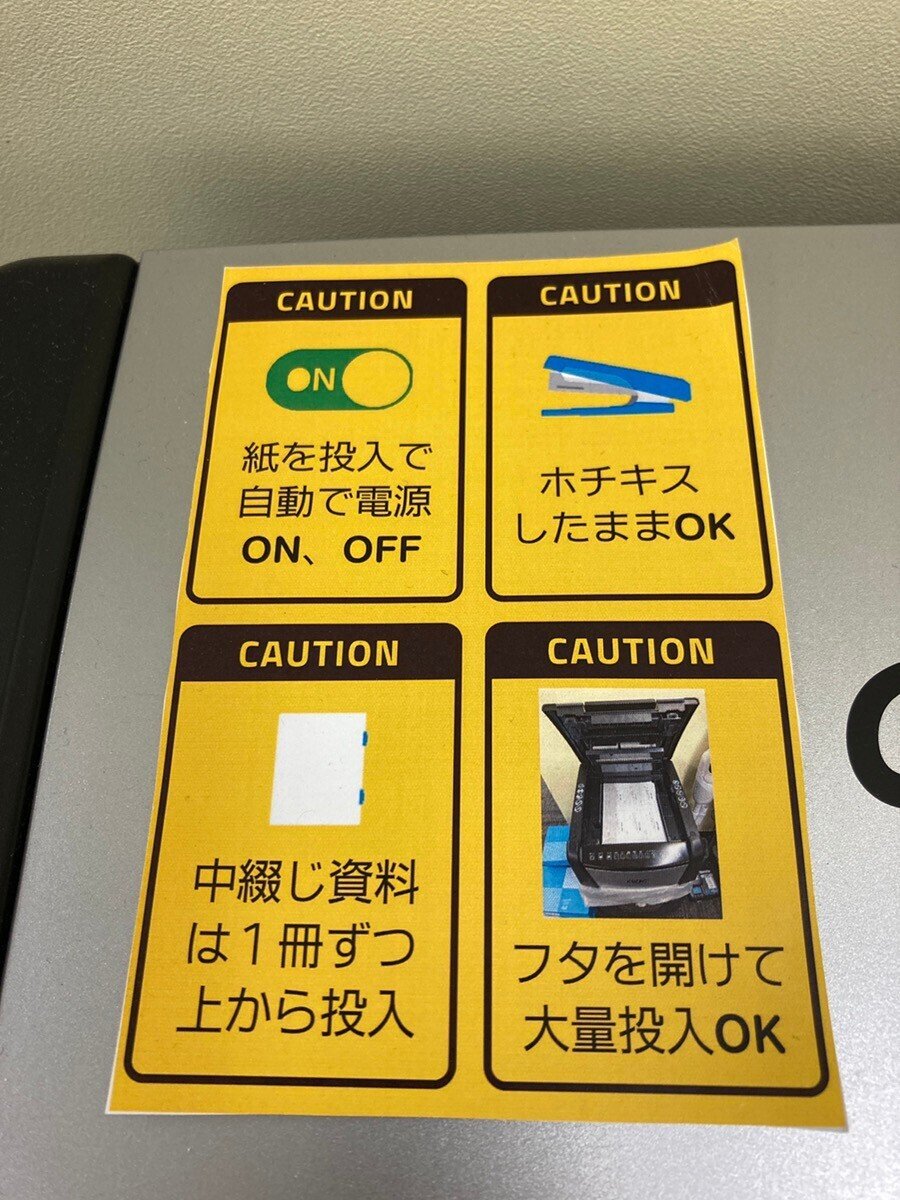 CAUTION
ON
紙を投入で
自動で電源
ON、OFF
CAUTION
ホチキス
したままOK
CAUTION
中綴じ資料
は1冊ずつ
上から投入
CAUTION
フタを開けて
大量投入OK